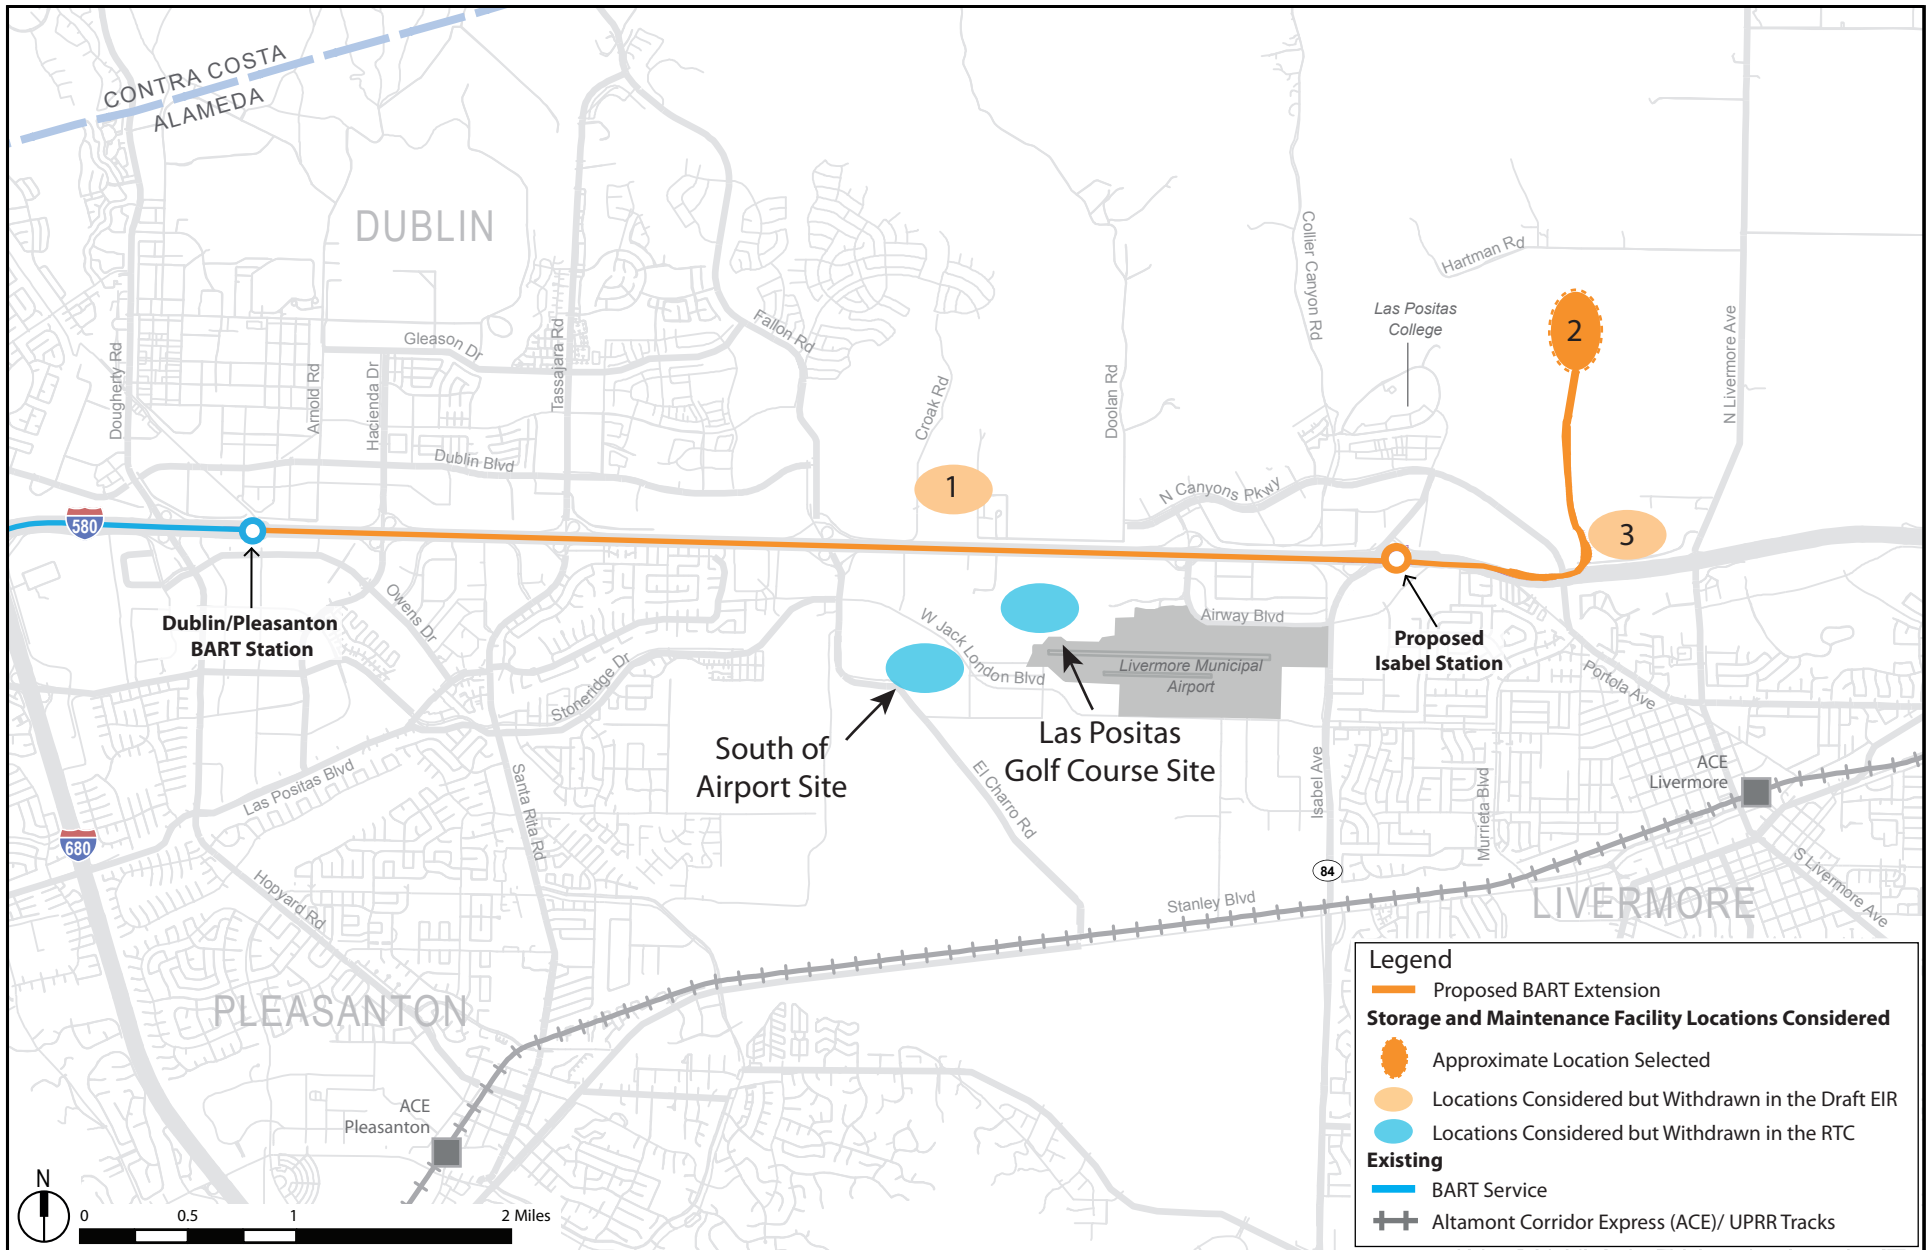 CONTRA COSTA
ALAMEDA
DUBLIN
Dougherty Rd
Arnold Rd
Hacienda Dr
Gleason Dr
Tassajara Rd
Fallon Rd
Dublin Blvd
Croak Rd
Doolan Rd
Collier Canyon Rd
Las Positas
College
Hartman Rd
N Livermore Ave
N Canyons Pkwy
1
2
3
580
Dublin/Pleasanton
BART Station
Owens Dr
Stoneridge Dr
W Jack London Blvd
Airway Blvd
Livermore Municipal
Airport
Proposed
Isabel Station
Portola Ave
South of
Airport Site
Las Positas
Golf Course Site
Las Positas Blvd
Santa Rita Rd
El Charro Rd
Isabel Ave
Murrieta Blvd
ACE
Livermore
680
84
Hopyard Rd
Stanley Blvd
S Livermore Ave
LIVERMORE
PLEASANTON
ACE
Pleasanton
N
0 0.5 1 2 Miles
Legend
Proposed BART Extension
Storage and Maintenance Facility Locations Considered
Approximate Location Selected
Locations Considered but Withdrawn in the Draft EIR
Locations Considered but Withdrawn in the RTC
Existing
BART Service
Altamont Corridor Express (ACE)/ UPRR Tracks